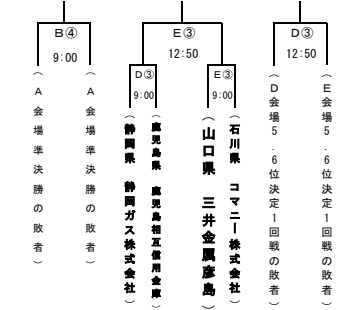 B④
9:00
E③
12:50
D③
12:50
D③
9:00
E③
9:00
（A会場準決勝の敗者）
（A会場準決勝の敗者）
（静岡県 静岡ガス株式会社）
（鹿児島県 鹿児島相互信用金庫）
（山口県 三井金属彦島）
（石川県 コマニー株式会社）
（D会場5．6位決定1回戦の敗者）
（E会場5．6位決定1回戦の敗者）